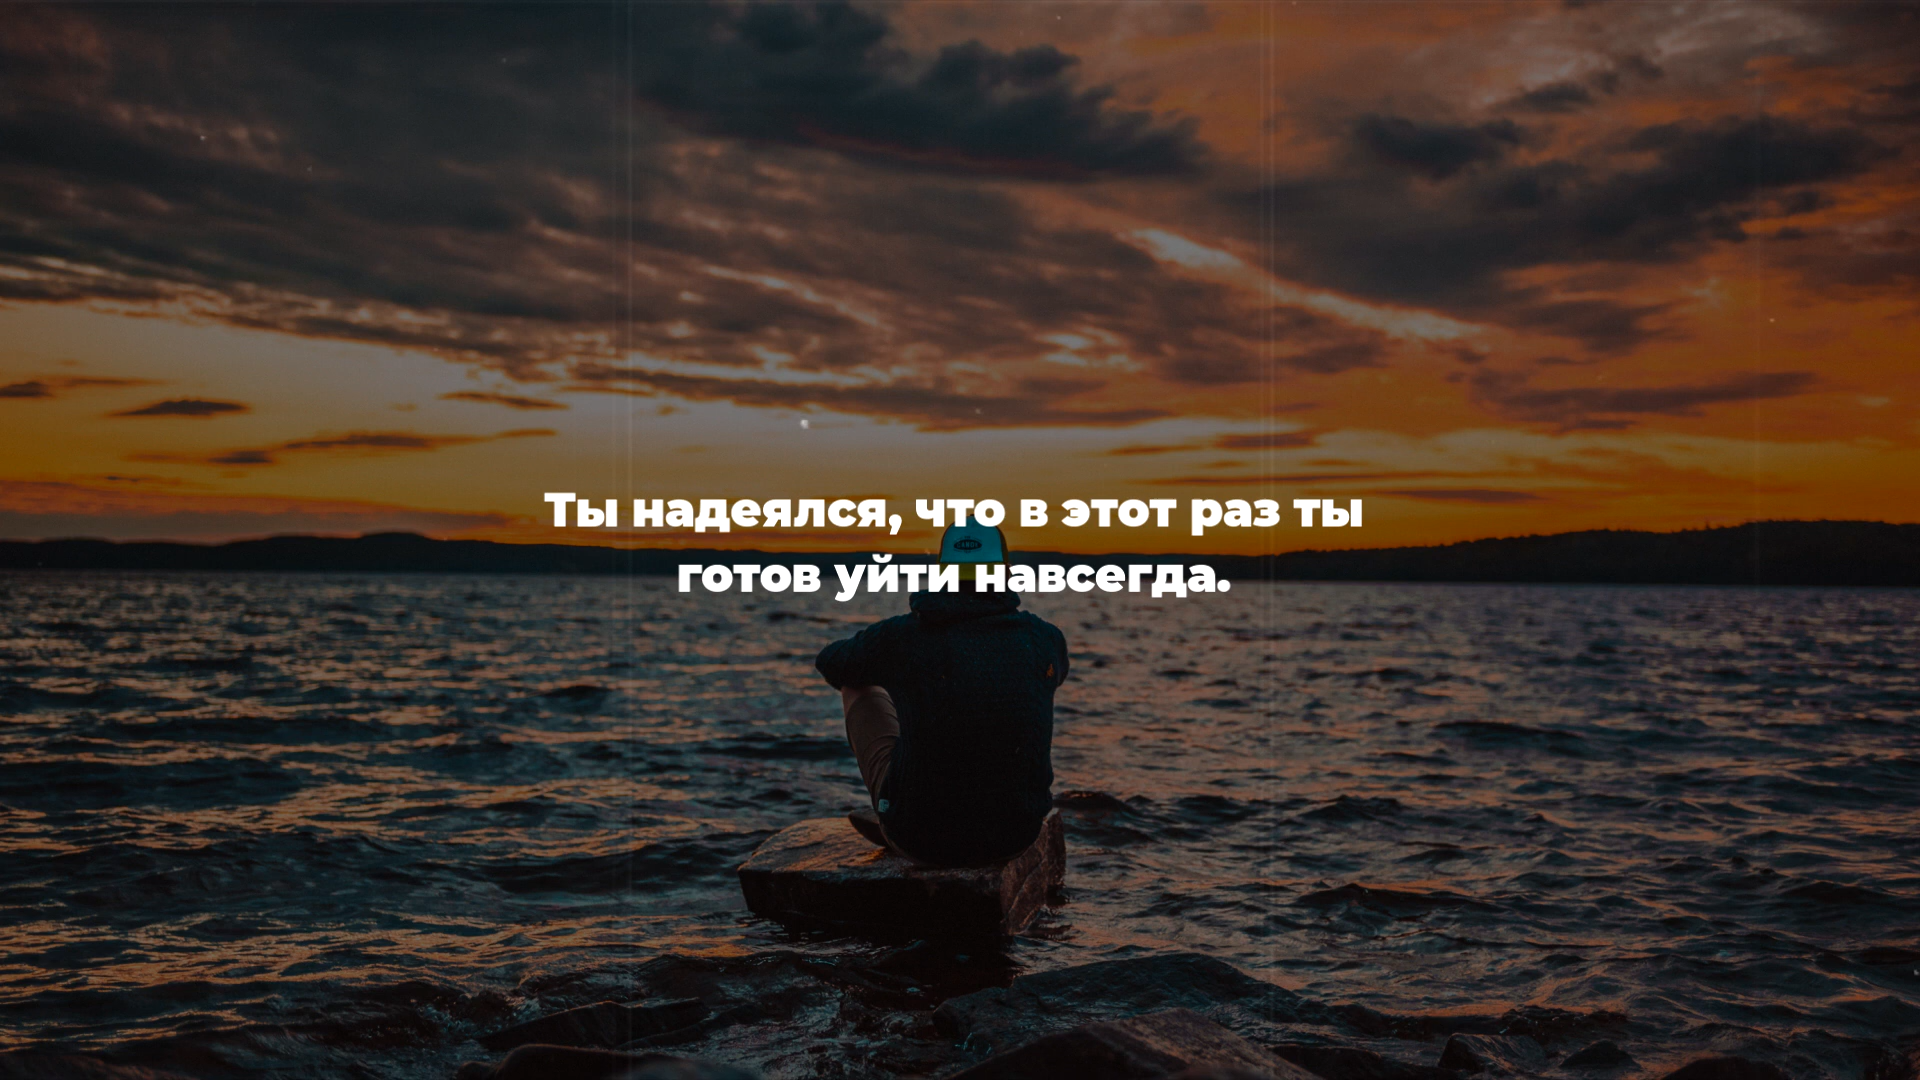 Ты надеялся, что в этот раз ты
готов уйти навсегда.